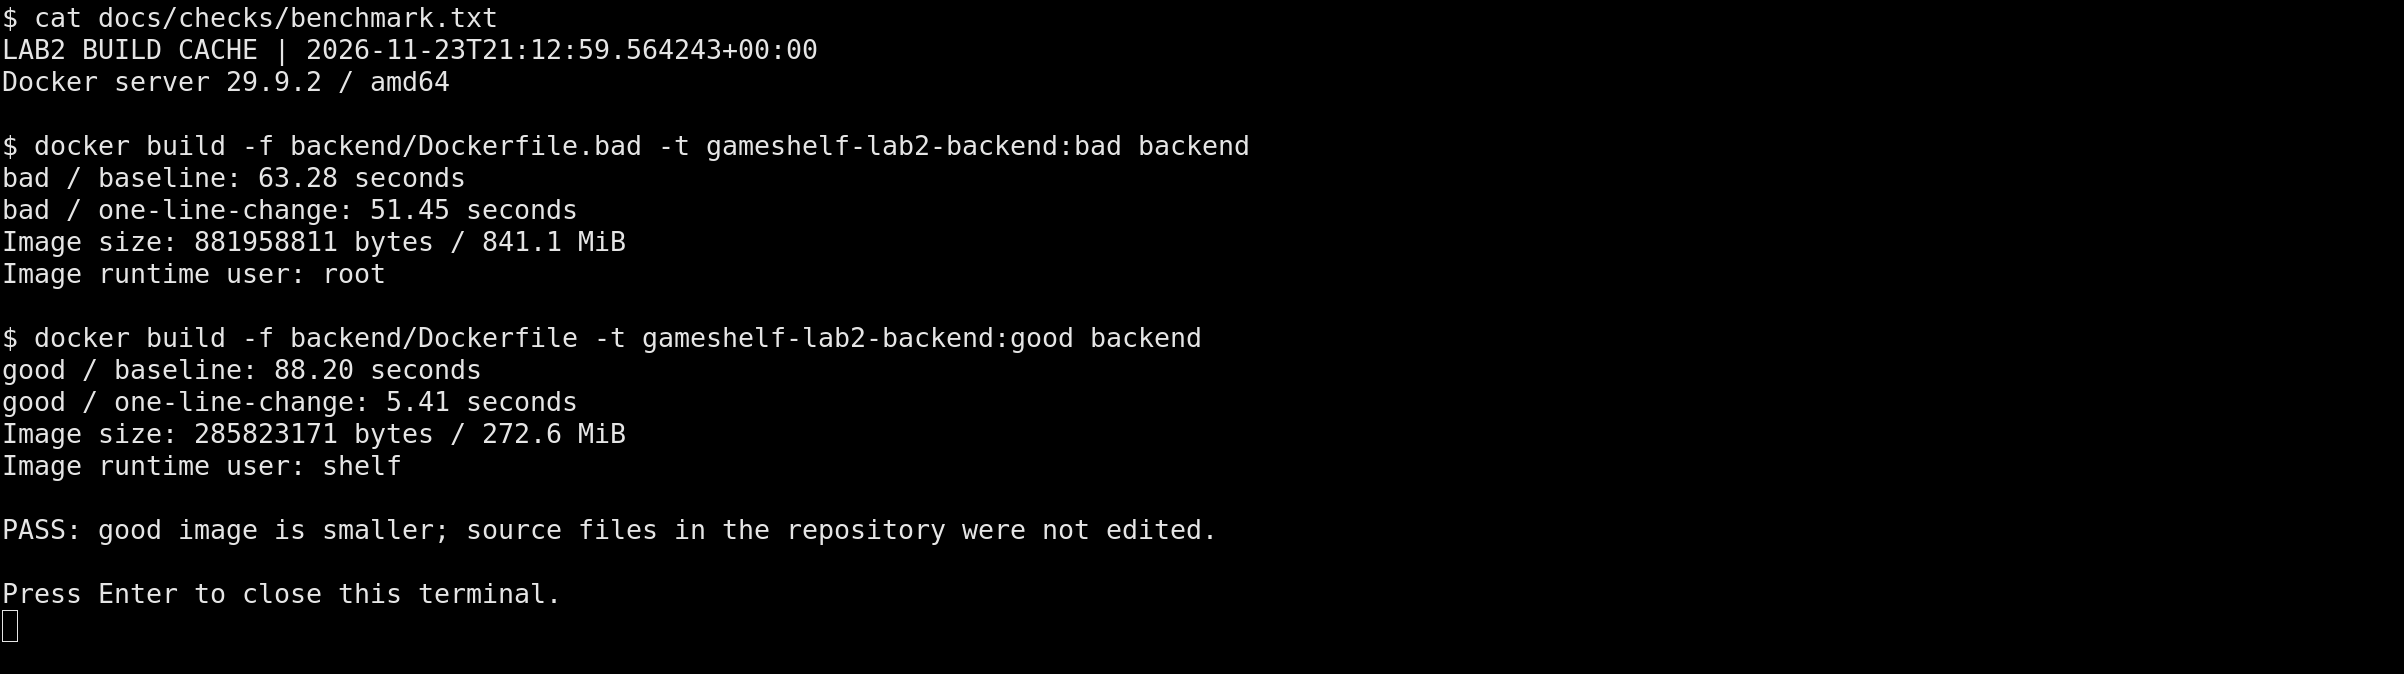 $ cat docs/checks/benchmark.txt
LAB2 BUILD CACHE | 2026-11-23T21:12:59.564243+00:00
Docker server 29.9.2 / amd64
$ docker build -f backend/Dockerfile.bad -t gameshelf-lab2-backend:bad backend
bad / baseline: 63.28 seconds
bad / one-line-change: 51.45 seconds
Image size: 881958811 bytes / 841.1 MiB
Image runtime user: root
$ docker build -f backend/Dockerfile -t gameshelf-lab2-backend:good backend
good / baseline: 88.20 seconds
good / one-line-change: 5.41 seconds
Image size: 285823171 bytes / 272.6 MiB
Image runtime user: shelf
PASS: good image is smaller; source files in the repository were not edited.
Press Enter to close this terminal.